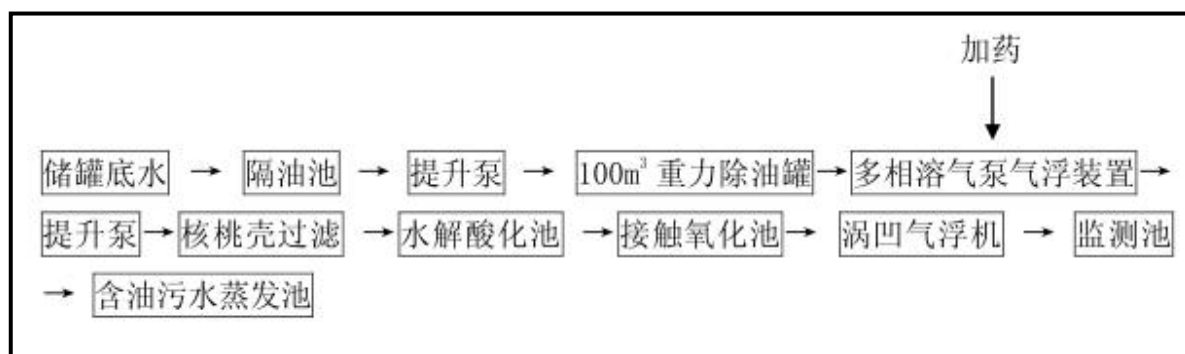 加药
储罐底水 → 隔油池 → 提升泵 → 100m³ 重力除油罐 → 多相溶气泵气浮装置 →
提升泵 → 核桃壳过滤 → 水解酸化池 → 接触氧化池 → 涡凹气浮机 → 监测池
→ 含油污水蒸发池